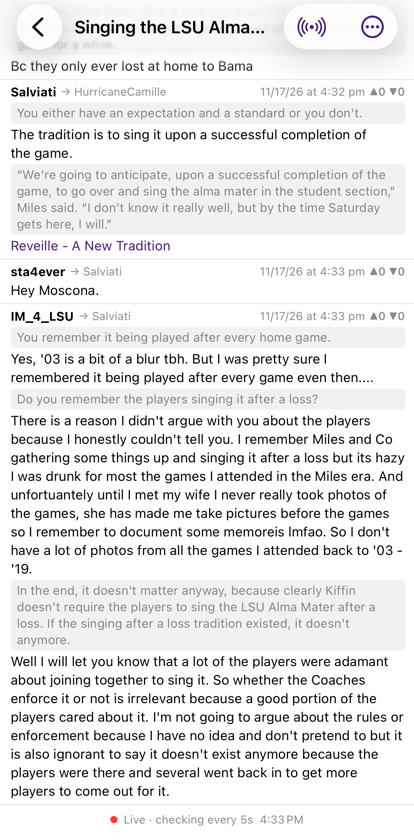 Singing the LSU Alma...
for a while.
Bc they only ever lost at home to Bama
Salviati → HurricaneCamille 11/17/26 at 4:32 pm ▲0 ▼0
You either have an expectation and a standard or you don't.
The tradition is to sing it upon a successful completion of
the game.
“We’re going to anticipate, upon a successful completion of the
game, to go over and sing the alma mater in the student section,”
Miles said. “I don’t know it really well, but by the time Saturday
gets here, I will.”
Reveille - A New Tradition
sta4ever → Salviati 11/17/26 at 4:33 pm ▲0 ▼0
Hey Moscona.
IM_4_LSU → Salviati 11/17/26 at 4:33 pm ▲0 ▼0
You remember it being played after every home game.
Yes, '03 is a bit of a blur tbh. But I was pretty sure I
remembered it being played after every game even then....
Do you remember the players singing it after a loss?
There is a reason I didn't argue with you about the players
because I honestly couldn't tell you. I remember Miles and Co
gathering some things up and singing it after a loss but its hazy
I was drunk for most the games I attended in the Miles era. And
unfortuantely until I met my wife I never really took photos of
the games, she has made me take pictures before the games
so I remember to document some memoreis lmfao. So I don't
have a lot of photos from all the games I attended back to '03 -
'19.
In the end, it doesn't matter anyway, because clearly Kiffin
doesn't require the players to sing the LSU Alma Mater after a
loss. If the singing after a loss tradition existed, it doesn't
anymore.
Well I will let you know that a lot of the players were adamant
about joining together to sing it. So whether the Coaches
enforce it or not is irrelevant because a good portion of the
players cared about it. I'm not going to argue about the rules or
enforcement because I have no idea and don't pretend to but it
is also ignorant to say it doesn't exist anymore because the
players were there and several went back in to get more
players to come out for it.
Live · checking every 5s 4:33 PM